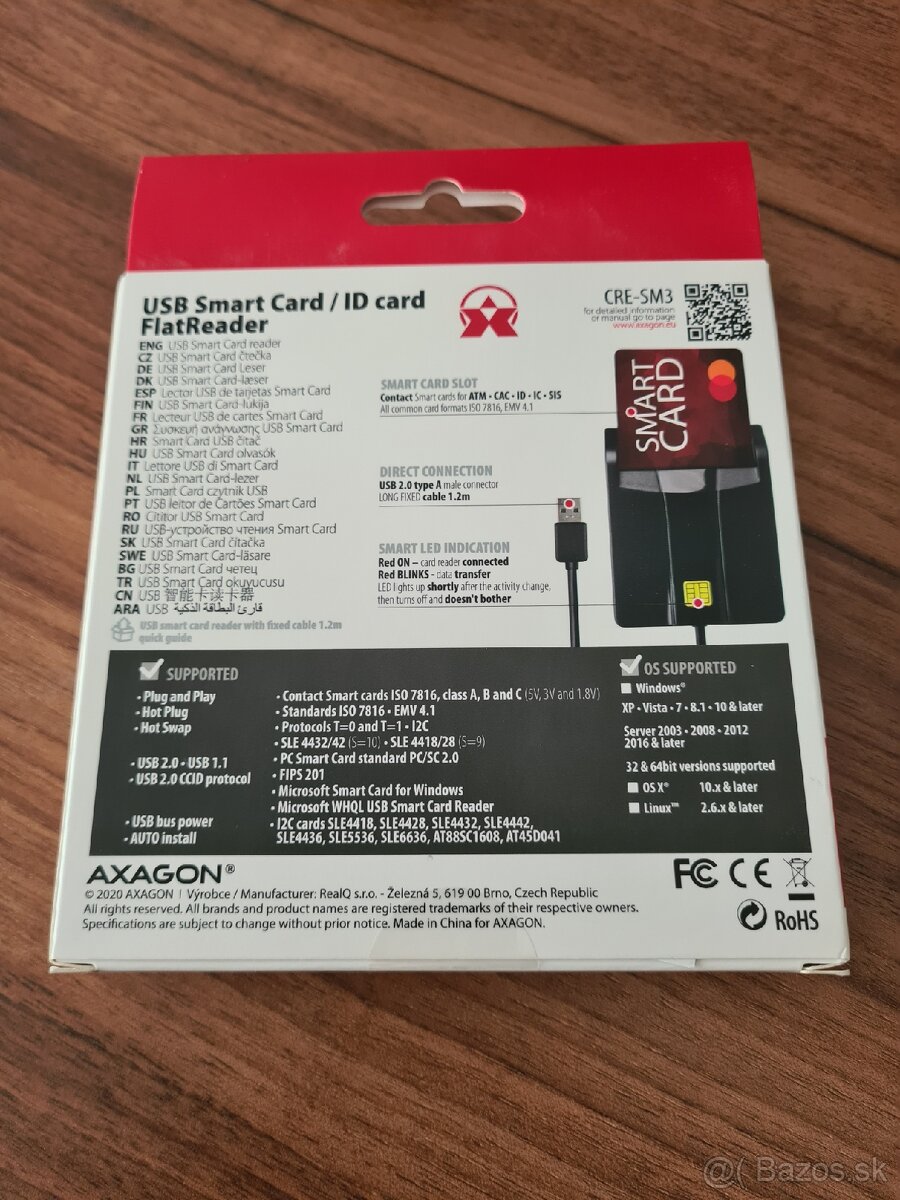 USB Smart Card / ID card
FlatReader
ENG USB Smart Card reader
CZ USB Smart Card čtečka
DE USB Smart Card Leser
DK USB Smart Card-læser
ESP Lector USB de tarjetas Smart Card
FIN USB Smart Card-lukija
FR Lecteur USB de cartes Smart Card
GR Συσκευή ανάγνωσης USB Smart Card
HR Smart Card USB čitač
HU USB Smart Card olvasók
IT Lettore USB di Smart Card
NL USB Smart Card-lezer
PL Smart Card czytnik USB
PT USB leitor de Cartões Smart Card
RO Cititor USB Smart Card
RU USB-устройство чтения Smart Card
SK USB Smart Card čítačka
SWE USB Smart Card-läsare
BG USB Smart Card четец
TR USB Smart Card okuyucusu
CN USB 智能卡读卡器
ARA USB قارئ البطاقة الذكية
USB smart card reader with fixed cable 1.2m
quick guide
CRE-SM3
for detailed information
or manual go to page
www.axagon.eu
SMART CARD SLOT
Contact Smart cards for ATM • CAC • ID • IC • SIS
All common card formats ISO 7816, EMV 4.1
SMART
CARD
DIRECT CONNECTION
USB 2.0 type A male connector
LONG FIXED cable 1.2m
SMART LED INDICATION
Red ON – card reader connected
Red BLINKS - data transfer
LED lights up shortly after the activity change,
then turns off and doesn't bother
SUPPORTED
• Plug and Play
• Hot Plug
• Hot Swap
• USB 2.0 • USB 1.1
• USB 2.0 CCID protocol
• USB bus power
• AUTO install
• Contact Smart cards ISO 7816, class A, B and C (5V, 3V and 1.8V)
• Standards ISO 7816 • EMV 4.1
• Protocols T=0 and T=1 • I2C
• SLE 4432/42 (S=10) • SLE 4418/28 (S=9)
• PC Smart Card standard PC/SC 2.0
• FIPS 201
• Microsoft Smart Card for Windows
• Microsoft WHQL USB Smart Card Reader
• I2C cards SLE4418, SLE4428, SLE4432, SLE4442,
SLE4436, SLE5536, SLE6636, AT88SC1608, AT45D041
OS SUPPORTED
Windows®
XP • Vista • 7 • 8.1 • 10 & later
Server 2003 • 2008 • 2012
2016 & later
32 & 64bit versions supported
OS X® 10.x & later
Linux™ 2.6.x & later
AXAGON®
© 2020 AXAGON | Výrobce / Manufacturer: RealQ s.r.o. - Železná 5, 619 00 Brno, Czech Republic
All rights reserved. All brands and product names are registered trademarks of their respective owners.
Specifications are subject to change without prior notice. Made in China for AXAGON.
FC CE
RoHS
@( Bazos.sk